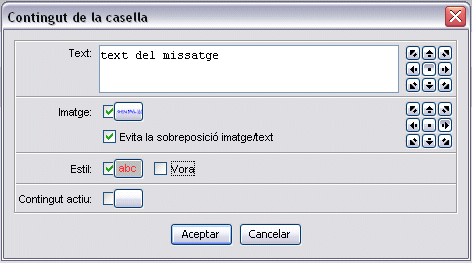 Contingut de la casella
Text: text del missatge
Imatge:
Evita la sobreposició imatge/text
Estil: abc Vora
Contingut actiu:
Aceptar Cancelar